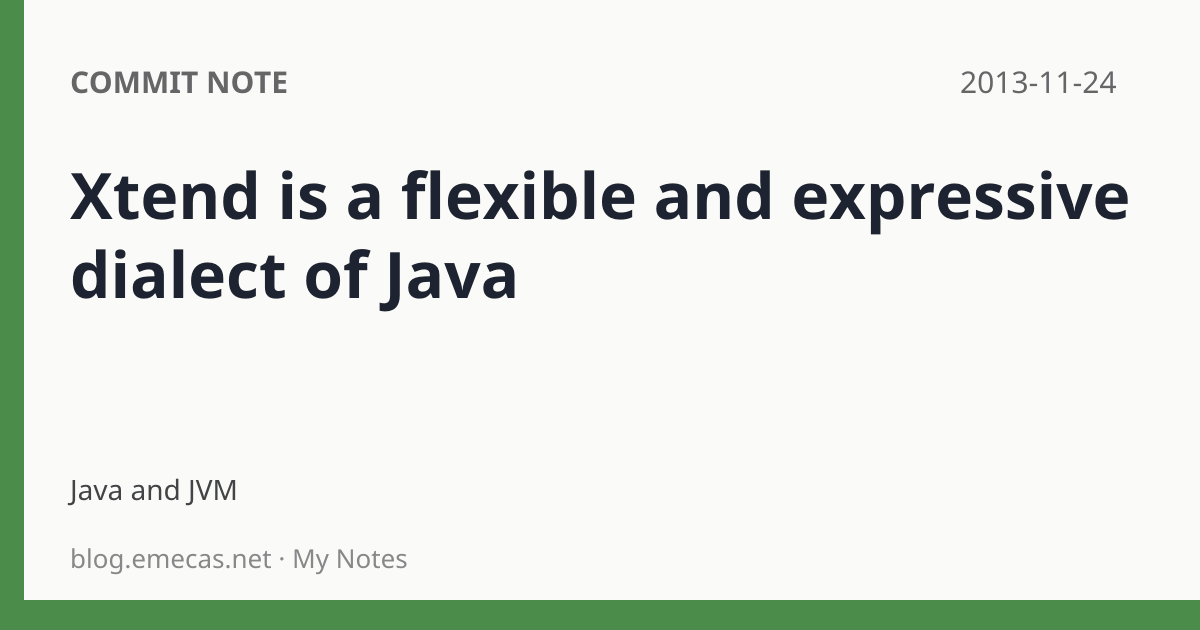 COMMIT NOTE
2013-11-24
Xtend is a flexible and expressive
dialect of Java
Java and JVM
blog.emecas.net · My Notes